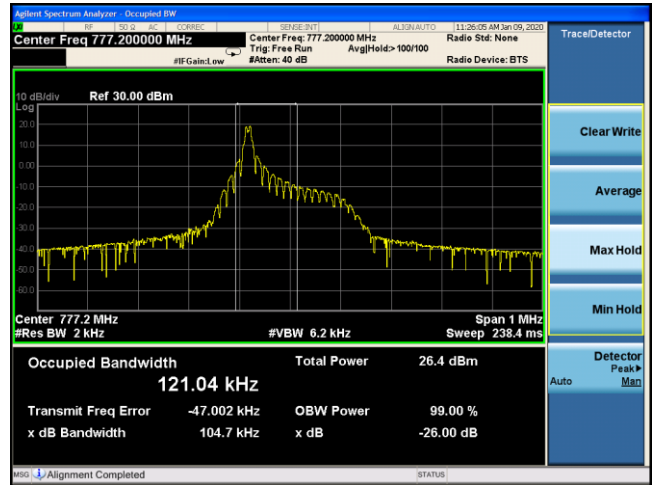 Agilent Spectrum Analyzer - Occupied BW
RF 50 Ω AC CORREC SENSE:INT ALIGNAUTO 11:26:05 AM Jan 09, 2020
Center Freq 777.200000 MHz
Center Freq: 777.200000 MHz Radio Std: None
Trig: Free Run Avg|Hold:> 100/100
#IFGain:Low #Atten: 40 dB Radio Device: BTS
10 dB/div Ref 30.00 dBm
Log
20.0
10.0
0.00
-10.0
-20.0
-30.0
-40.0
-50.0
-60.0
Center 777.2 MHz Span 1 MHz
#Res BW 2 kHz #VBW 6.2 kHz Sweep 238.4 ms
Occupied Bandwidth Total Power 26.4 dBm
121.04 kHz
Transmit Freq Error -47.002 kHz OBW Power 99.00 %
x dB Bandwidth 104.7 kHz x dB -26.00 dB
Trace/Detector
Clear Write
Average
Max Hold
Min Hold
Detector
Peak▶
Auto Man
MSG Alignment Completed STATUS